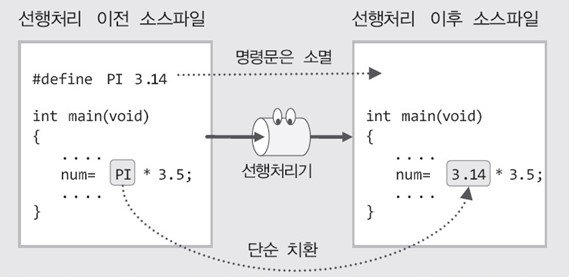 선행처리 이전 소스파일
#define PI 3.14
int main(void)
{
....
num= PI * 3.5;
....
}
명령문은 소멸
선행처리기
단순 치환
선행처리 이후 소스파일
int main(void)
{
....
num= 3.14 * 3.5;
....
}